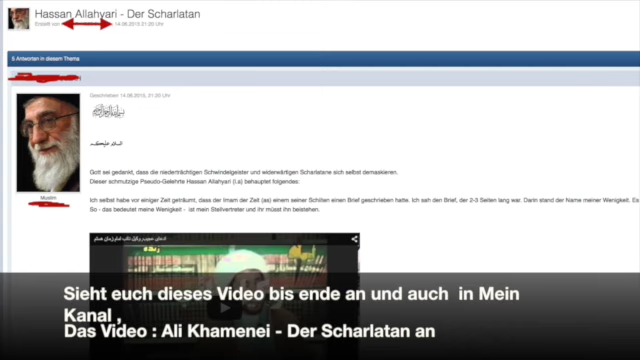 Hassan Allahyari - Der Scharlatan
Erstellt von 14.06.2015 21:20 Uhr
5 Antworten in diesem Thema
Geschrieben 14.06.2015, 21:20 Uhr
Gott sei gedankt, dass die niederträchtigen Schwindelgeister und widerwärtigen Scharlatane sich selbst demaskieren.
Dieser schmutzige Pseudo-Gelehrte Hassan Allahyari (l.a) behauptet folgendes:
Muslim
Ich selbst habe vor einiger Zeit geträumt, dass der Imam der Zeit (as) einem seiner Schiiten einen Brief geschrieben hatte. Ich sah den Brief, der 2-3 Seiten lang war. Darin stand der Name meiner Wenigkeit. Es
So - das bedeutet meine Wenigkeit - ist mein Stellvertreter und ihr müsst ihn beistehen.
Sieht euch dieses Video bis ende an und auch in Mein
Kanal ,
Das Video : Ali Khamenei - Der Scharlatan an